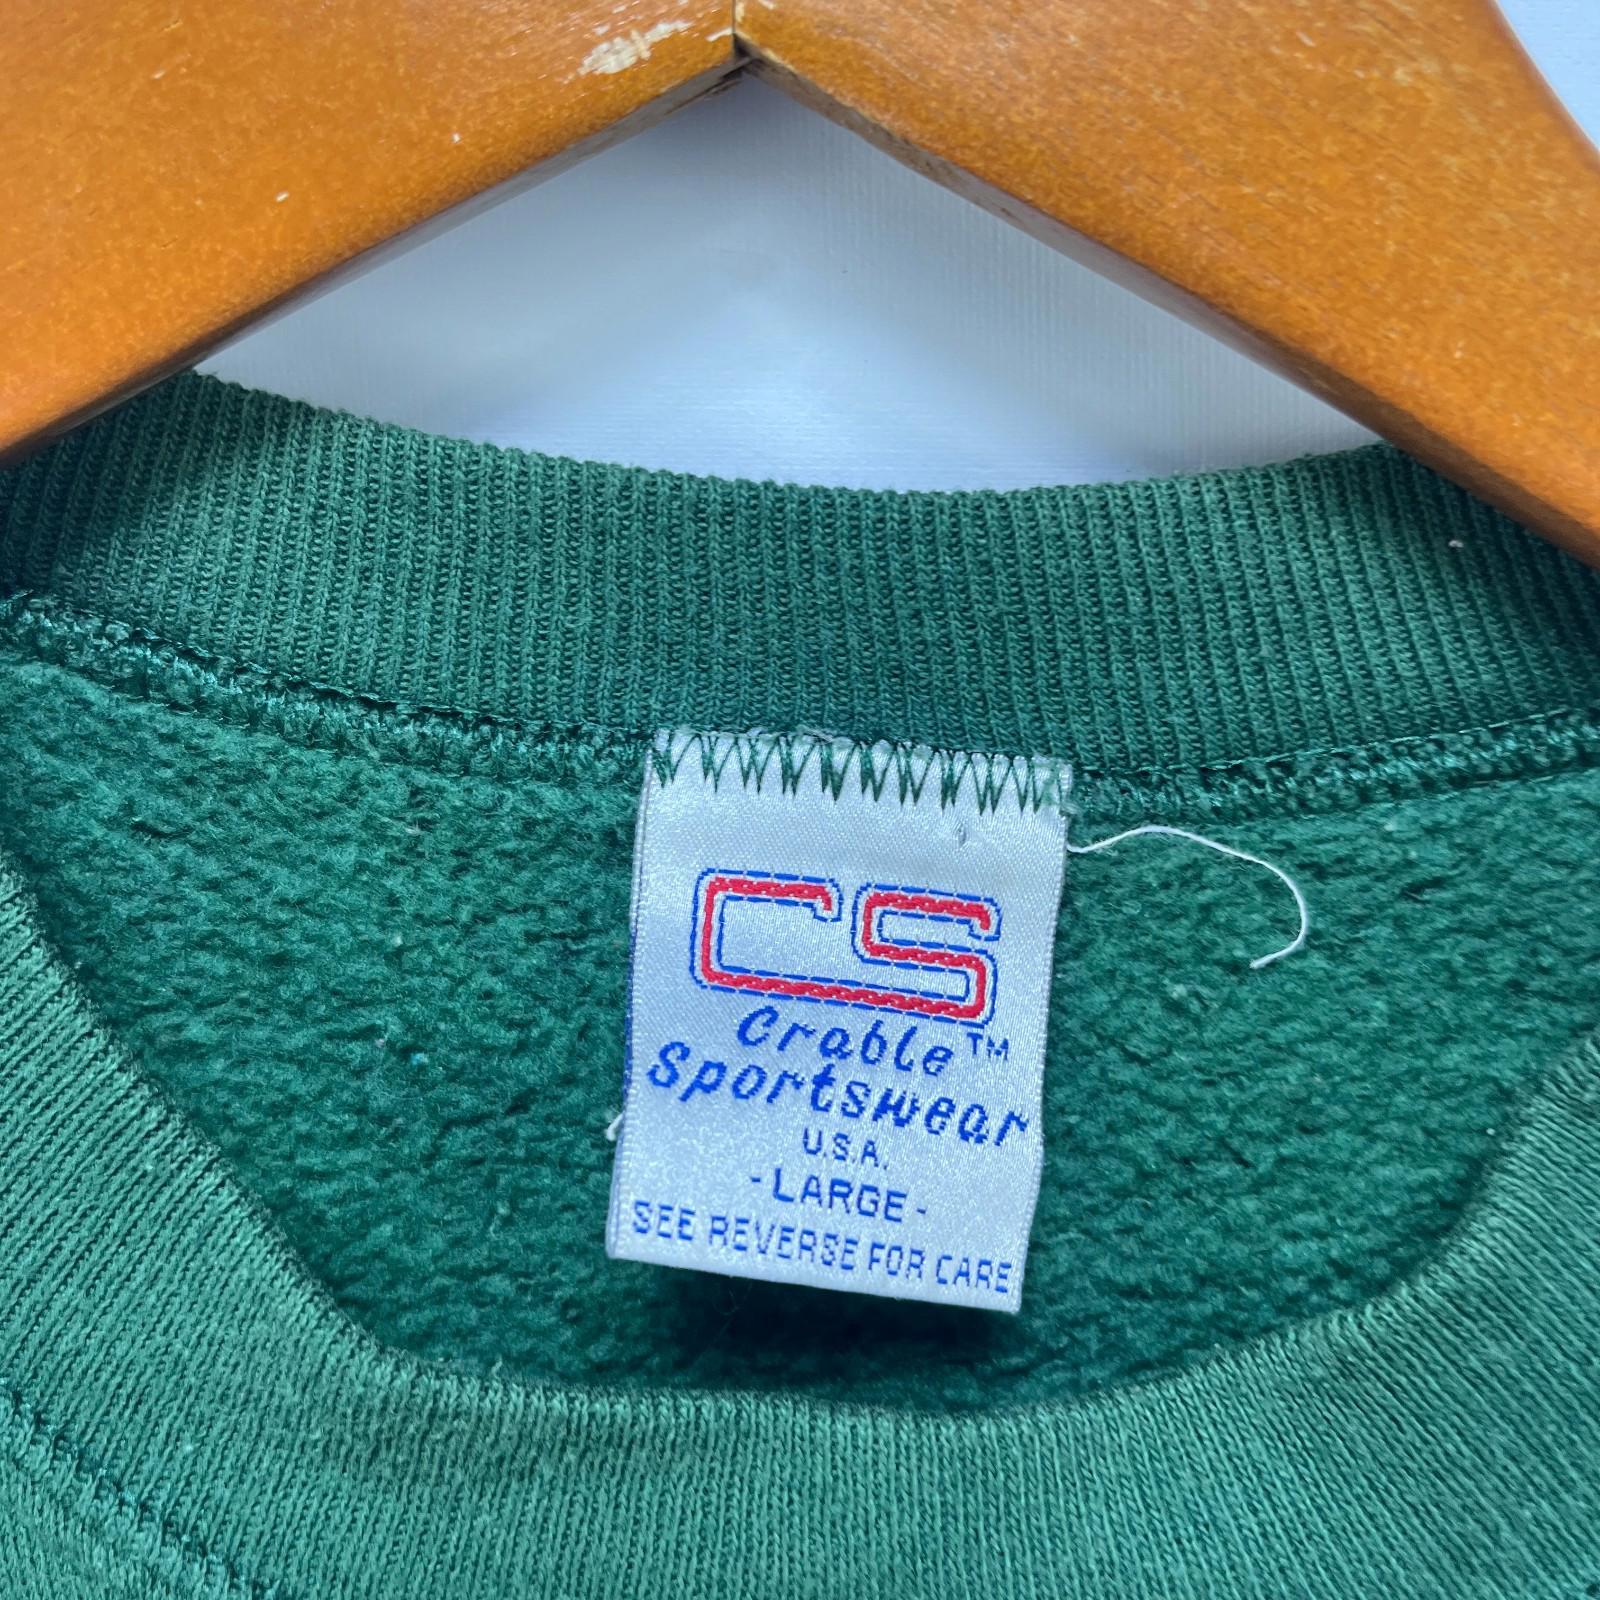 CS
Crable™
Sportswear
U.S.A.
-LARGE-
SEE REVERSE FOR CARE